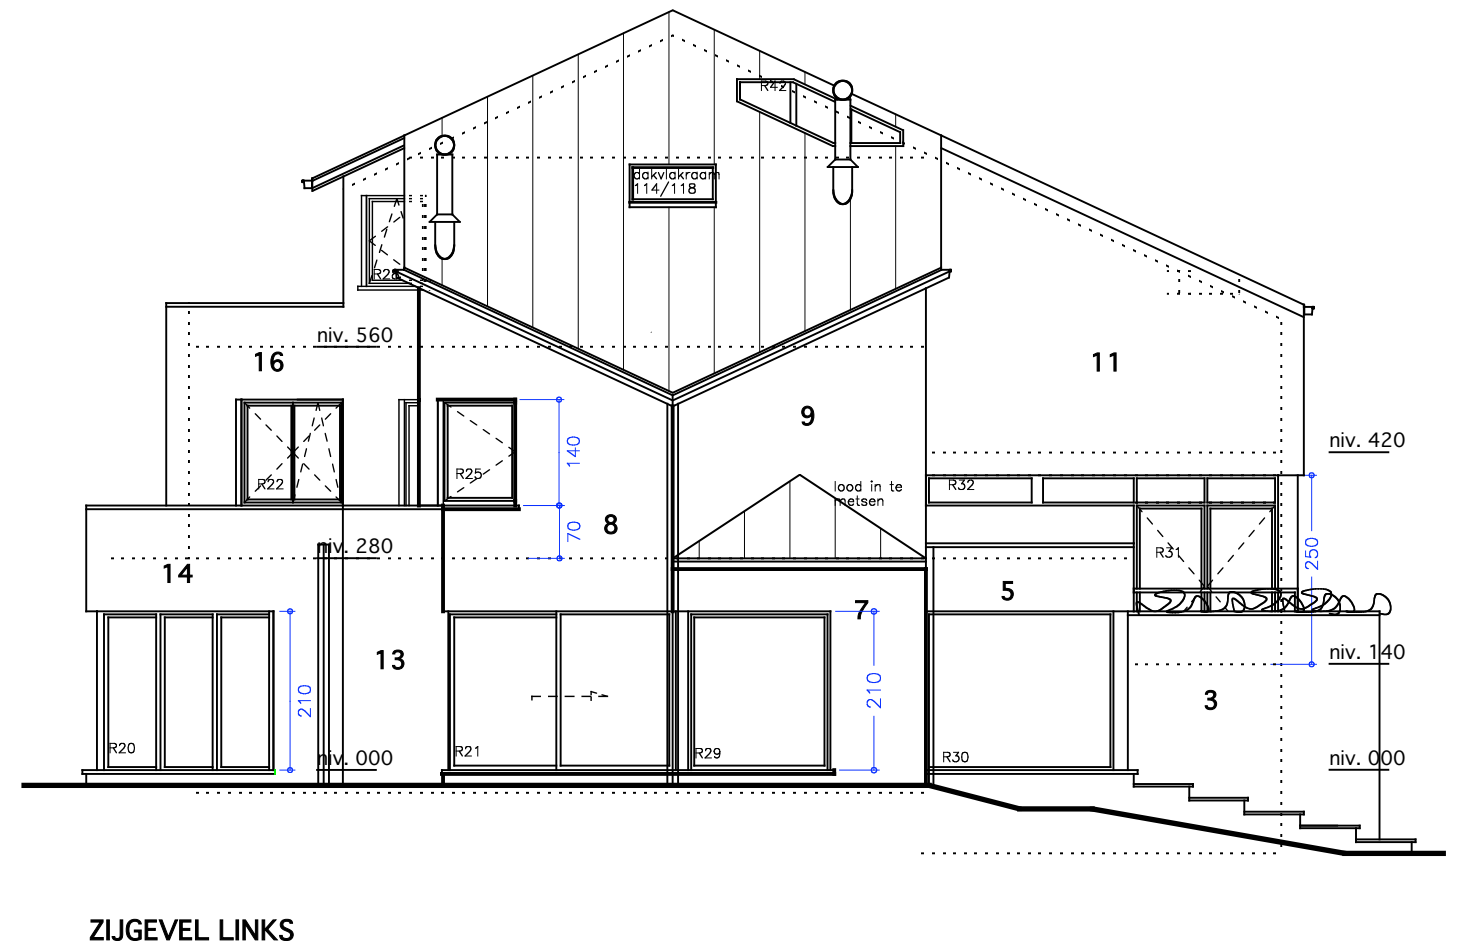 R42
dakvlakraam
114/118
R28
niv. 560
16
11
9
niv. 420
140
R25
R22
lood in te
metsen
R32
8
70
niv. 280
R31
250
14
5
7
niv. 140
13
210
210
3
R20
R21
R29
R30
niv. 000
niv. 000
ZIJGEVEL LINKS